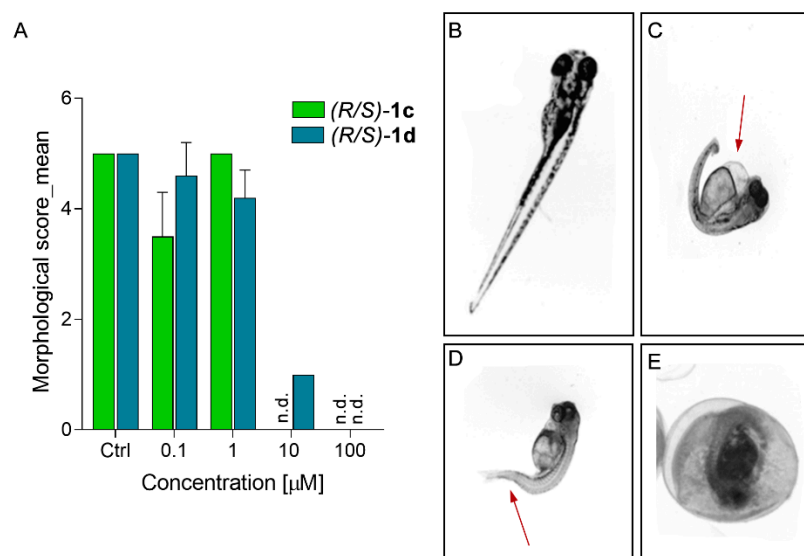 A
Morphological score_mean
6
4
2
0
(R/S)-1c
(R/S)-1d
n.d.
n.d.
n.d.
Ctrl 0.1 1 10 100
Concentration [μM]
B
C
D
E